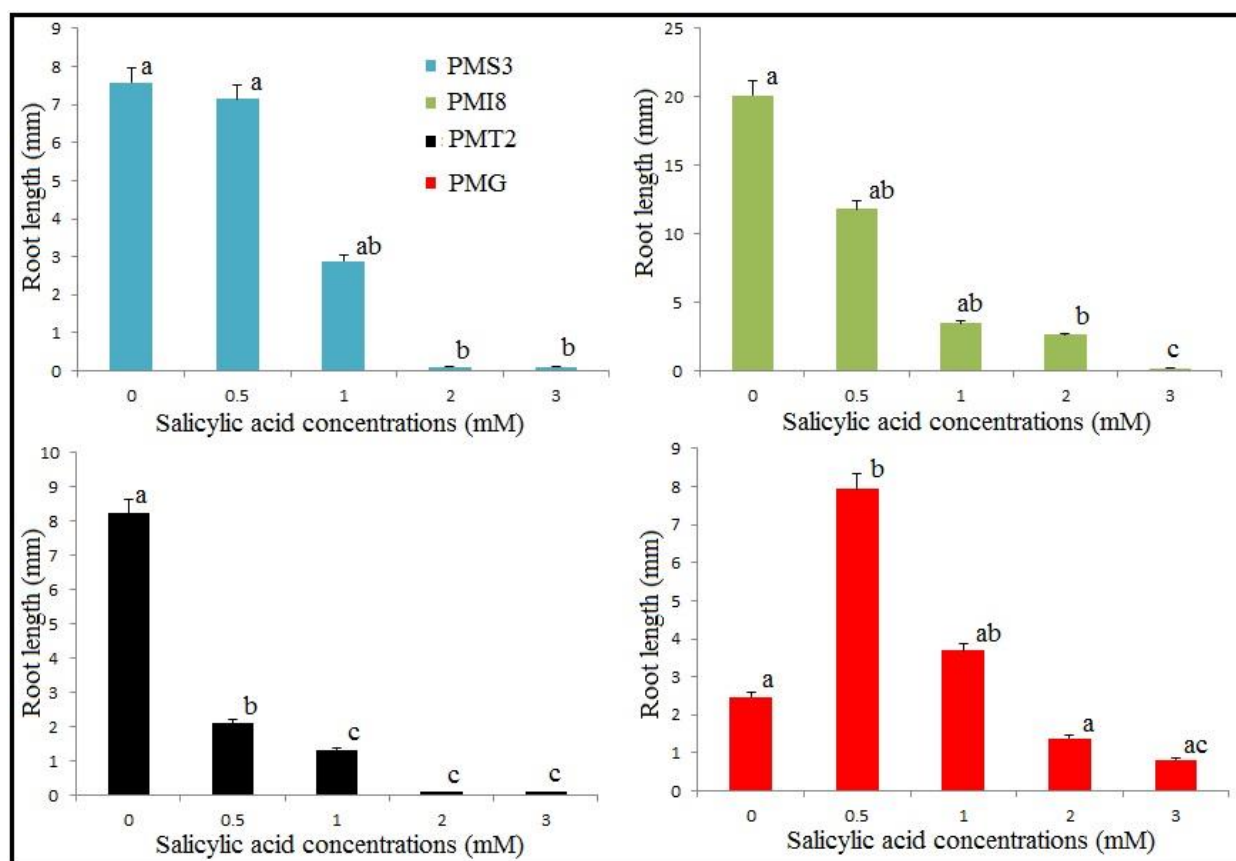 Root length (mm)
9
8
7
6
5
4
3
2
1
0
a
a
ab
b
b
PMS3
PMI8
PMT2
PMG
0 0.5 1 2 3
Salicylic acid concentrations (mM)
Root length (mm)
25
20
15
10
5
0
a
ab
ab
b
c
0 0.5 1 2 3
Salicylic acid concentrations (mM)
Root length (mm)
10
9
8
7
6
5
4
3
2
1
0
a
b
c
c
c
0 0.5 1 2 3
Salicylic acid concentrations (mM)
Root length (mm)
9
8
7
6
5
4
3
2
1
0
a
b
ab
a
ac
0 0.5 1 2 3
Salicylic acid concentrations (mM)